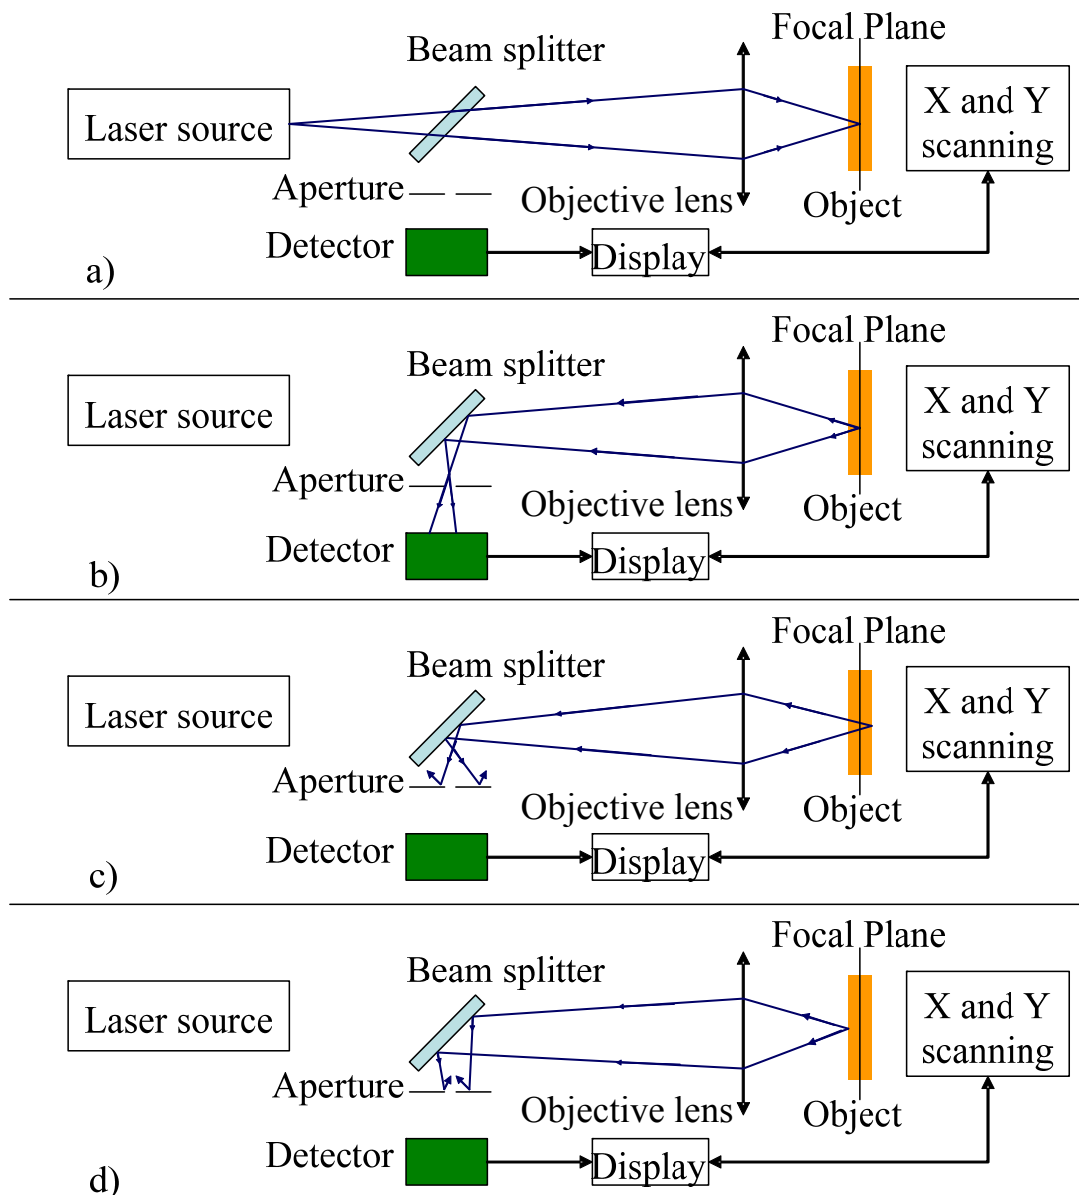 Focal Plane
Beam splitter
Laser source
X and Y
scanning
Aperture
Objective lens
Object
Detector
Display
a)
Focal Plane
Beam splitter
Laser source
X and Y
scanning
Aperture
Objective lens
Object
Detector
Display
b)
Focal Plane
Beam splitter
Laser source
X and Y
scanning
Aperture
Objective lens
Object
Detector
Display
c)
Focal Plane
Beam splitter
Laser source
X and Y
scanning
Aperture
Objective lens
Object
Detector
Display
d)